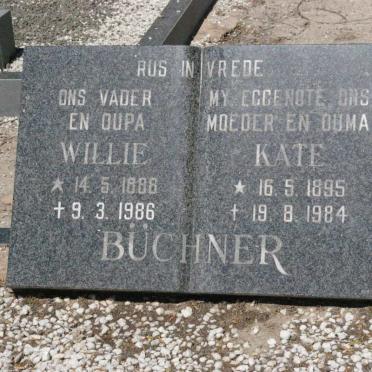 RUS IN VREDE
ONS VADER
EN OUPA
WILLIE
* 14.5.1888
✝ 9.3.1986
MY EGGENOTE, ONS
MOEDER EN OUMA
KATE
* 16.5.1895
✝ 19.8.1984
BÜCHNER